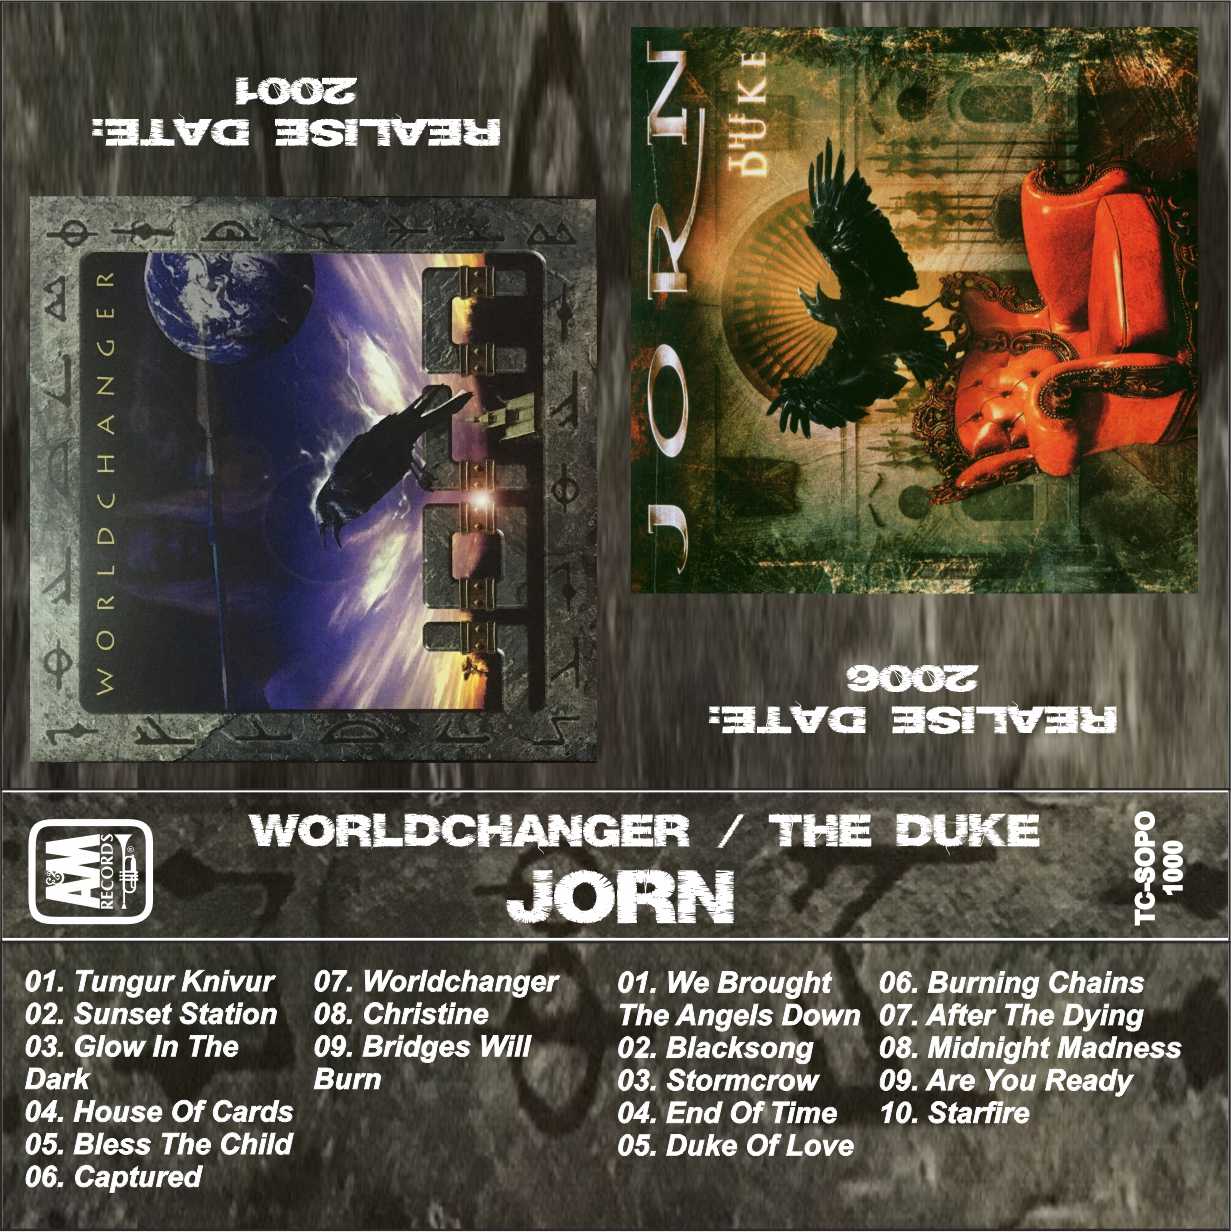 REALISE DATE:
2001
WORLDCHANGER
JORN
THE
DUKE
REALISE DATE:
2006
A&M
RECORDS
®
WORLDCHANGER / THE DUKE
JORN
TC-SOPO
1000
01. Tungur Knivur
02. Sunset Station
03. Glow In The
Dark
04. House Of Cards
05. Bless The Child
06. Captured
07. Worldchanger
08. Christine
09. Bridges Will
Burn
01. We Brought
The Angels Down
02. Blacksong
03. Stormcrow
04. End Of Time
05. Duke Of Love
06. Burning Chains
07. After The Dying
08. Midnight Madness
09. Are You Ready
10. Starfire